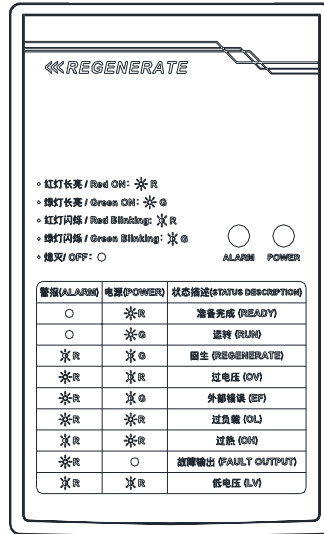 REGENERATE
◦ 红灯长亮 / Red ON: R
◦ 绿灯长亮 / Green ON: G
◦ 红灯闪烁 / Red Blinking: R
◦ 绿灯闪烁 / Green Blinking: G
◦ 熄灭/ OFF: ○
ALARM POWER
警报(ALARM) 电源(POWER) 状态描述(STATUS DESCRIPTION)
○ R 准备完成 (READY)
○ G 运转 (RUN)
R G 回生 (REGENERATE)
R R 过电压 (OV)
R G 外部错误 (EF)
R R 过负载 (OL)
R R 过热 (OH)
R ○ 故障输出 (FAULT OUTPUT)
R R 低电压 (LV)